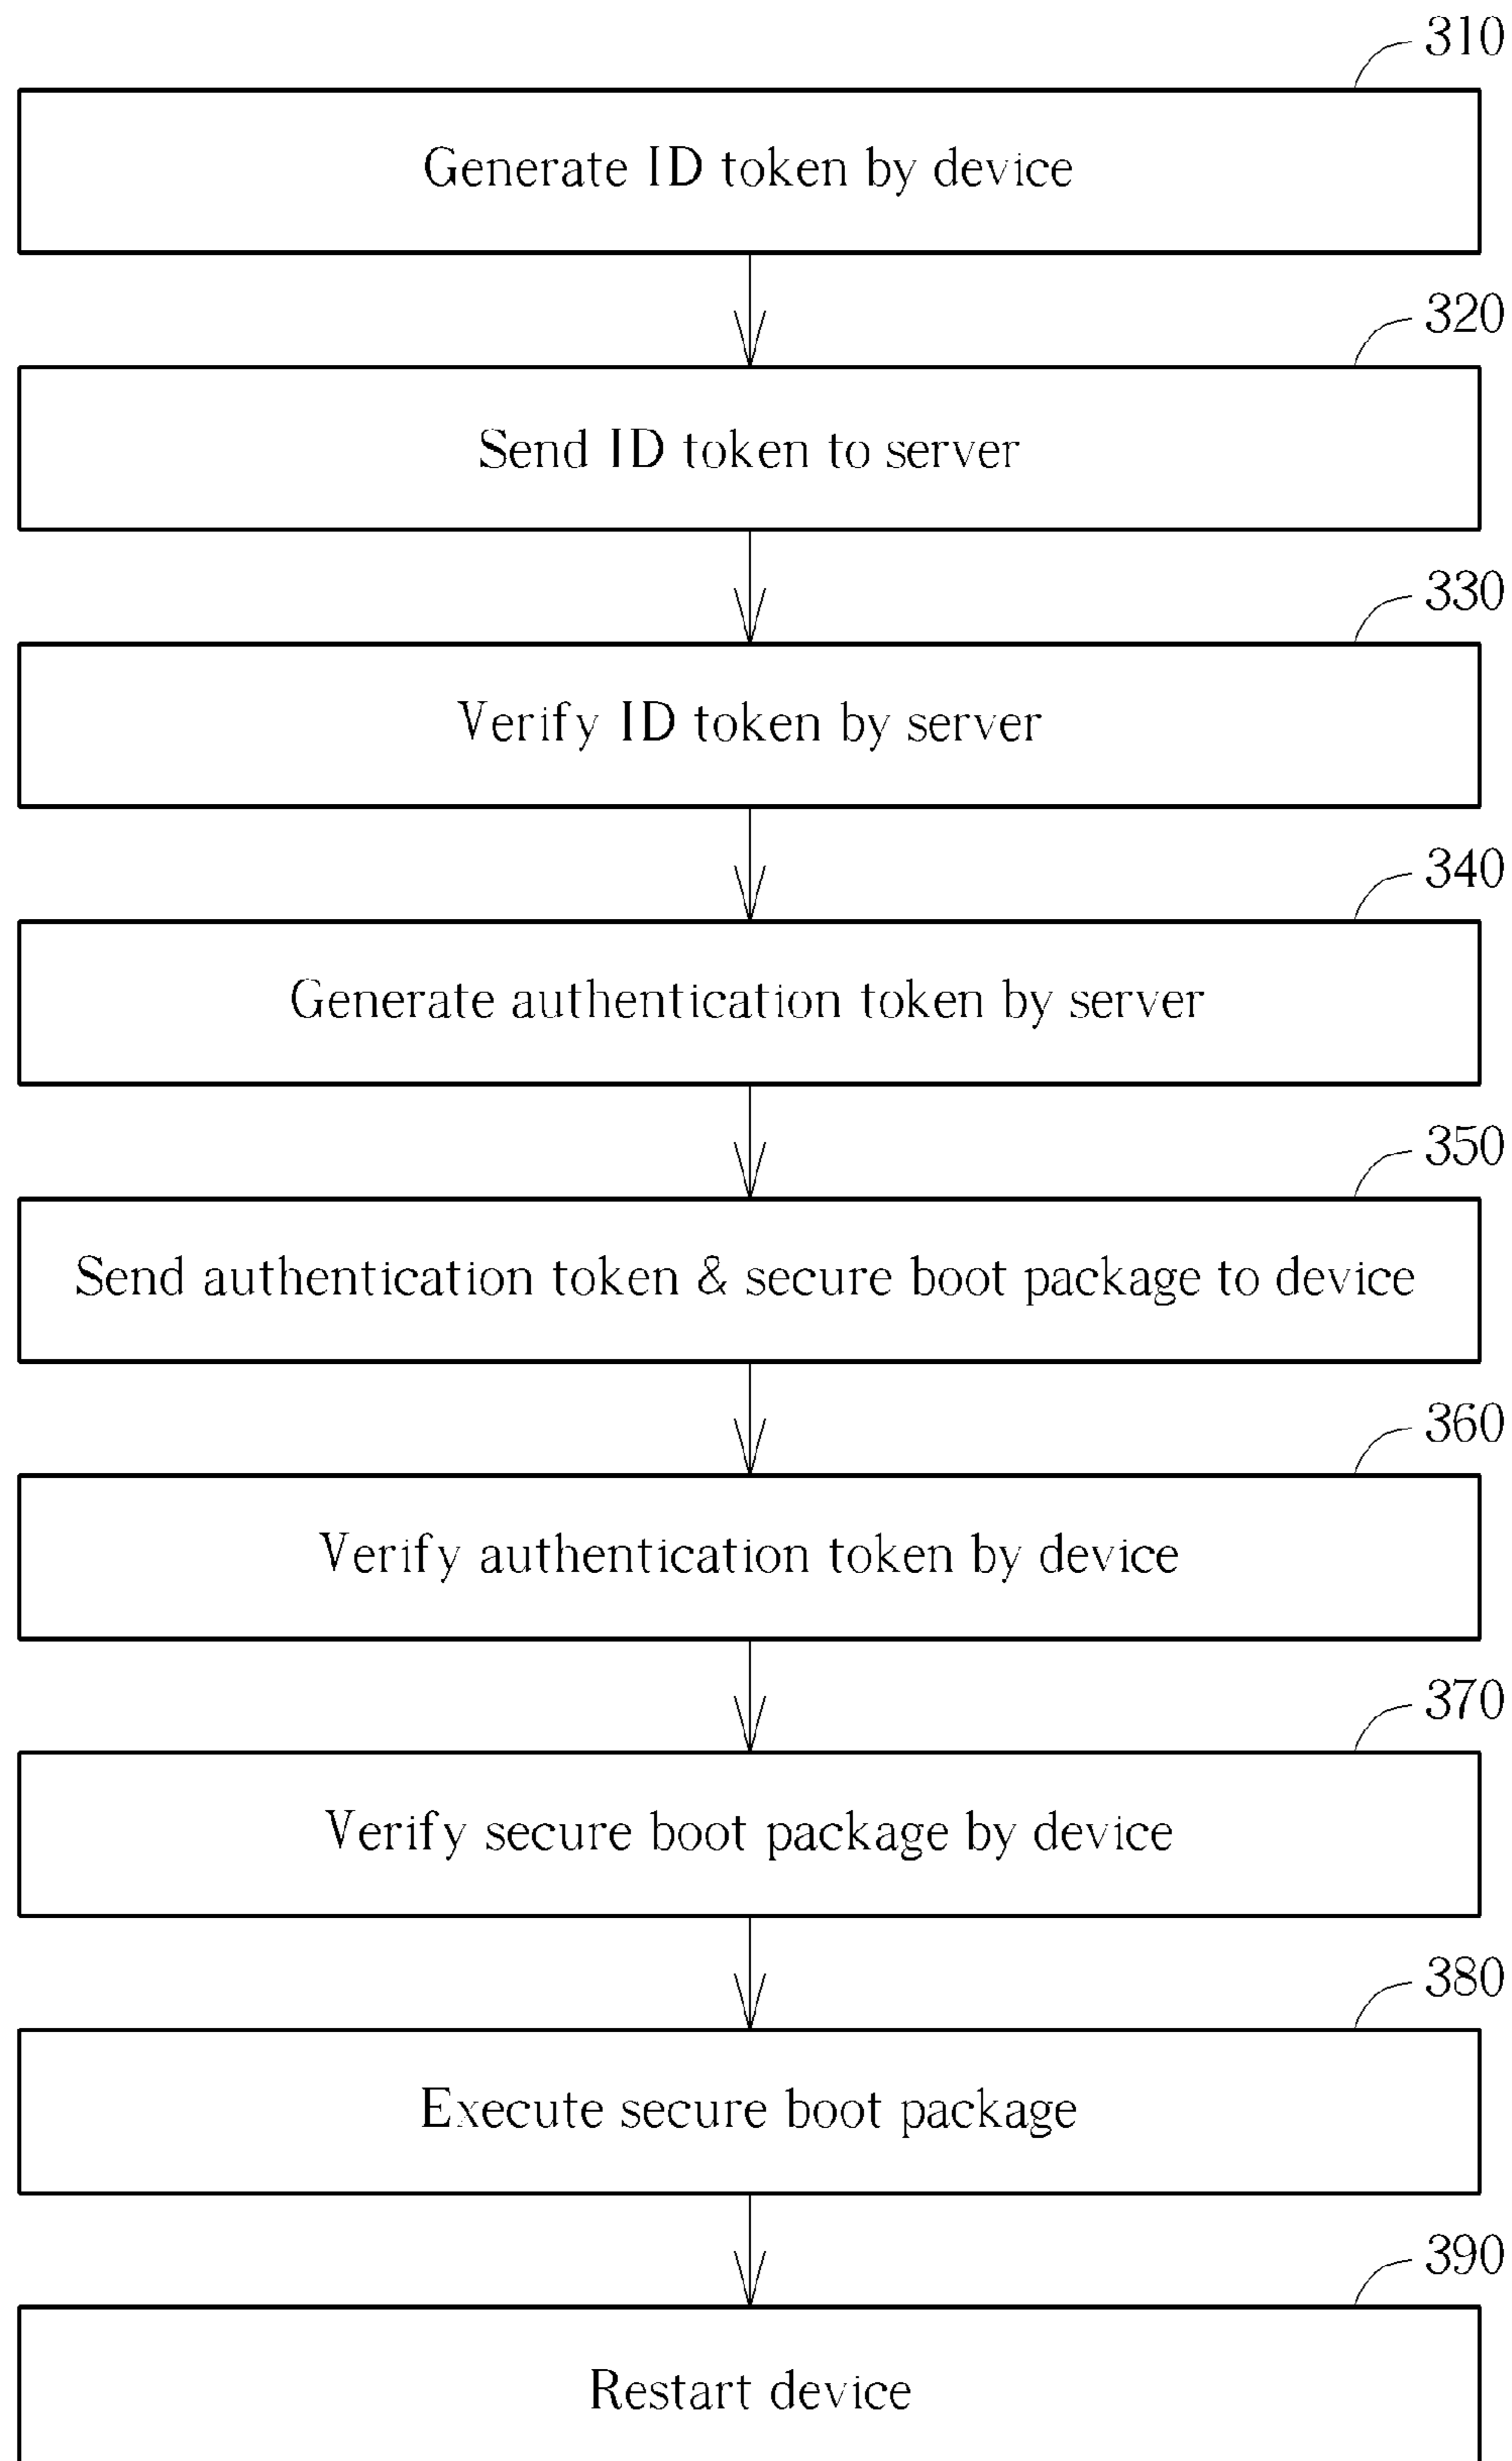 310
Generate ID token by device
320
Send ID token to server
330
Verify ID token by server
340
Generate authentication token by server
350
Send authentication token & secure boot package to device
360
Verify authentication token by device
370
Verify secure boot package by device
380
Execute secure boot package
390
Restart device